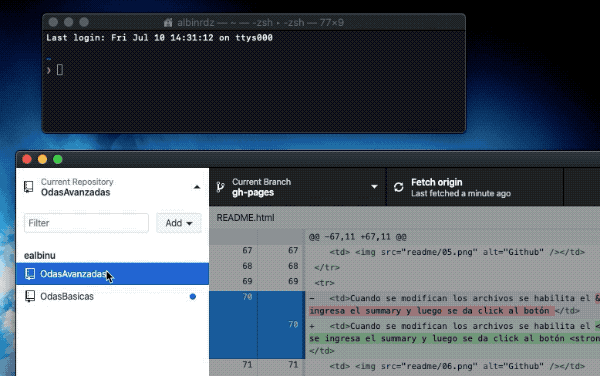 albinrdz — ~ — -zsh • -zsh — 77×9
Last login: Fri Jul 10 14:31:12 on ttys000
~
❯
Current Repository
OdasAvanzadas
Current Branch
gh-pages
Fetch origin
Last fetched a minute ago
Filter
Add
README.html
ealbinu
OdasAvanzadas
OdasBasicas
@@ -67,11 +67,11 @@
67 67 <td> <img src="readme/05.png" alt="Github" /></td>
68 68 </tr>
69 69 <tr>
70 - <td>Cuando se modifican los archivos se habilita el &
ingresa el summary y luego se da click al botón </td>
70 + <td>Cuando se modifican los archivos se habilita el <
se ingresa el summary y luego se da click al botón <stron
</td>
71 71 <td> <img src="readme/06.png" alt="Github" /></td>